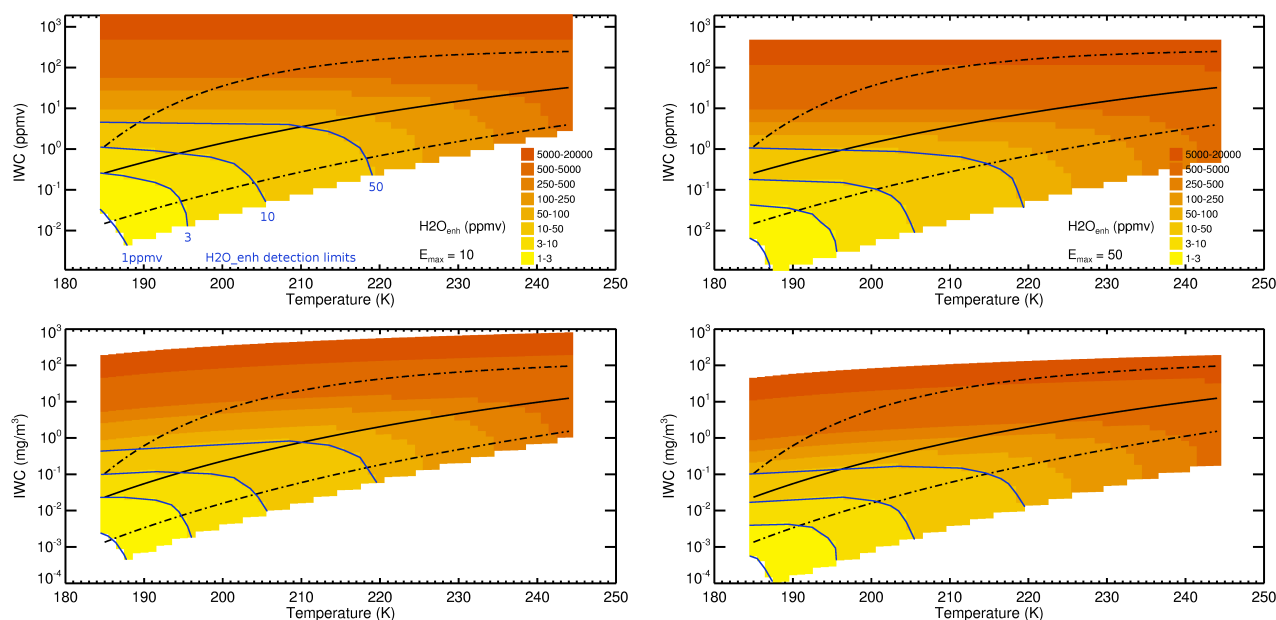 10³
10²
10¹
10⁰
10⁻¹
10⁻²
IWC (ppmv)
180 190 200 210 220 230 240 250
Temperature (K)
50
10
3
1ppmv
H2O_enh detection limits
5000-20000
500-5000
250-500
100-250
50-100
10-50
3-10
1-3
H2Oenh (ppmv)
Emax = 10
10³
10²
10¹
10⁰
10⁻¹
10⁻²
IWC (ppmv)
180 190 200 210 220 230 240 250
Temperature (K)
5000-20000
500-5000
250-500
100-250
50-100
10-50
3-10
1-3
H2Oenh (ppmv)
Emax = 50
10³
10²
10¹
10⁰
10⁻¹
10⁻²
10⁻³
10⁻⁴
IWC (mg/m³)
180 190 200 210 220 230 240 250
Temperature (K)
10³
10²
10¹
10⁰
10⁻¹
10⁻²
10⁻³
10⁻⁴
IWC (mg/m³)
180 190 200 210 220 230 240 250
Temperature (K)